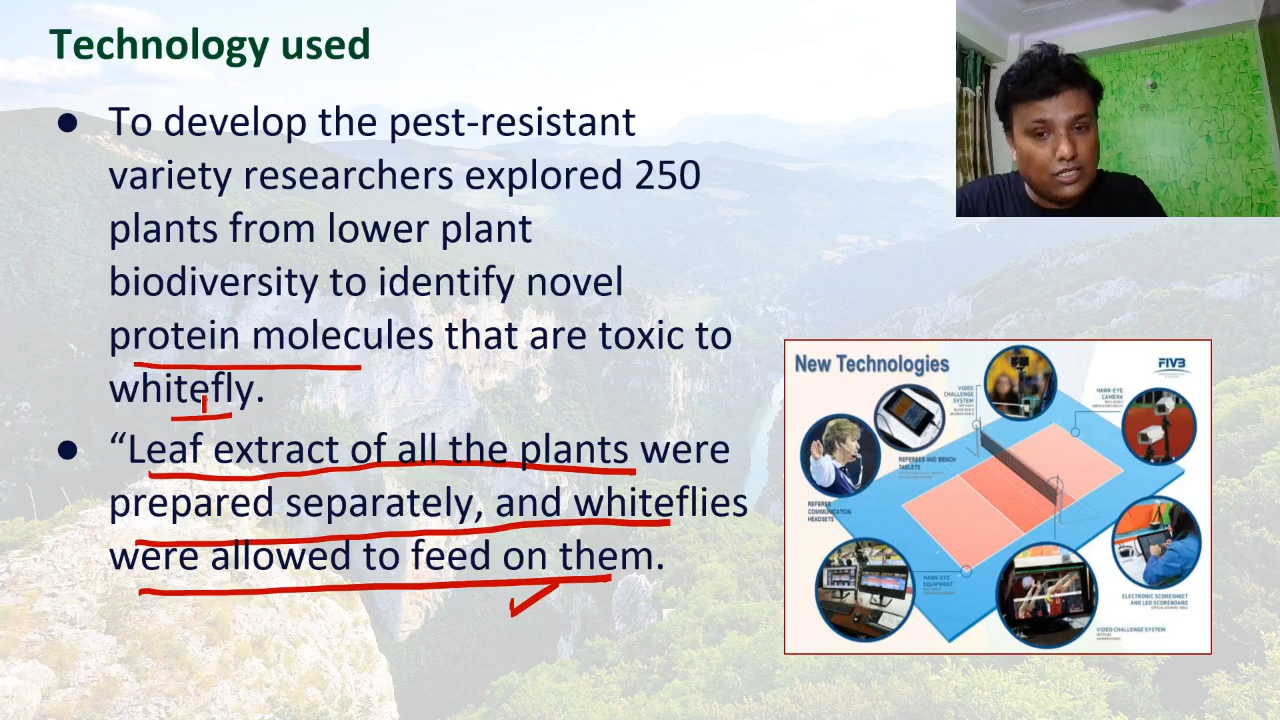 Technology used
● To develop the pest-resistant
variety researchers explored 250
plants from lower plant
biodiversity to identify novel
protein molecules that are toxic to
whitefly.
● “Leaf extract of all the plants were
prepared separately, and whiteflies
were allowed to feed on them.
New Technologies
FIVB
VIDEO
CHALLENGE
SYSTEM
HAWK-EYE
CAMERA
REFEREES AND BENCH
TABLETS
REFEREE
COMMUNICATION
HEADSETS
HAWK-EYE
EQUIPMENT
ELECTRONIC SCORESHEET
AND LED SCOREBOARD
VIDEO CHALLENGE SYSTEM